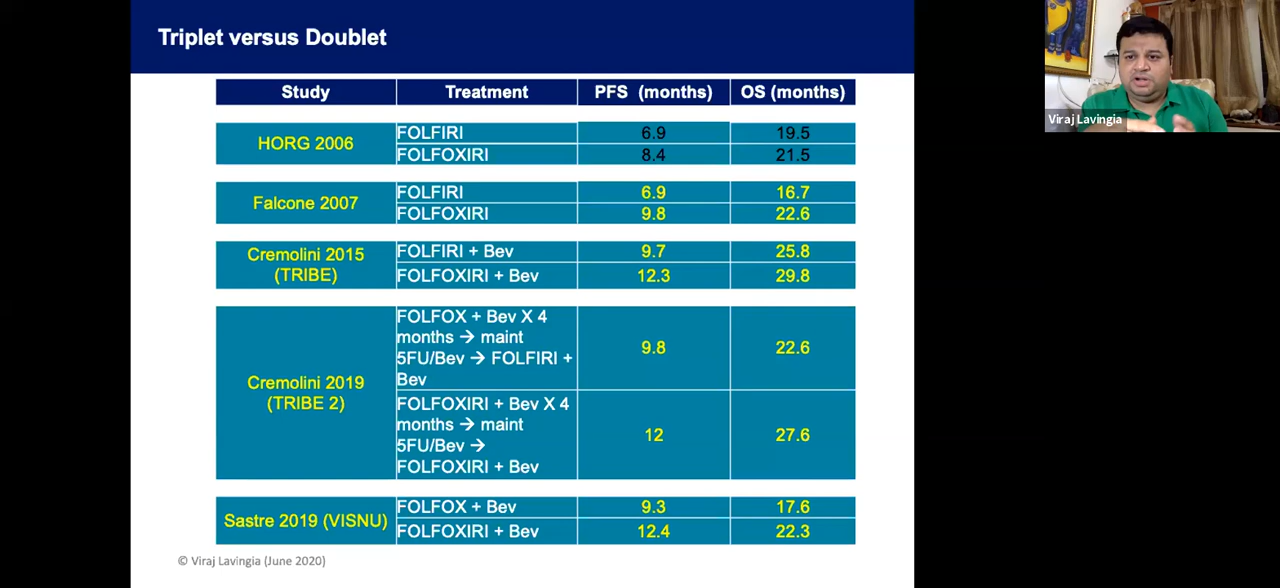 Triplet versus Doublet
Study Treatment PFS (months) OS (months)
HORG 2006
FOLFIRI 6.9 19.5
FOLFOXIRI 8.4 21.5
Falcone 2007
FOLFIRI 6.9 16.7
FOLFOXIRI 9.8 22.6
Cremolini 2015
(TRIBE)
FOLFIRI + Bev 9.7 25.8
FOLFOXIRI + Bev 12.3 29.8
Cremolini 2019
(TRIBE 2)
FOLFOX + Bev X 4
months → maint
5FU/Bev → FOLFIRI +
Bev
9.8 22.6
FOLFOXIRI + Bev X 4
months → maint
5FU/Bev →
FOLFOXIRI + Bev
12 27.6
Sastre 2019 (VISNU)
FOLFOX + Bev 9.3 17.6
FOLFOXIRI + Bev 12.4 22.3
© Viraj Lavingia (June 2020)
Viraj Lavingia